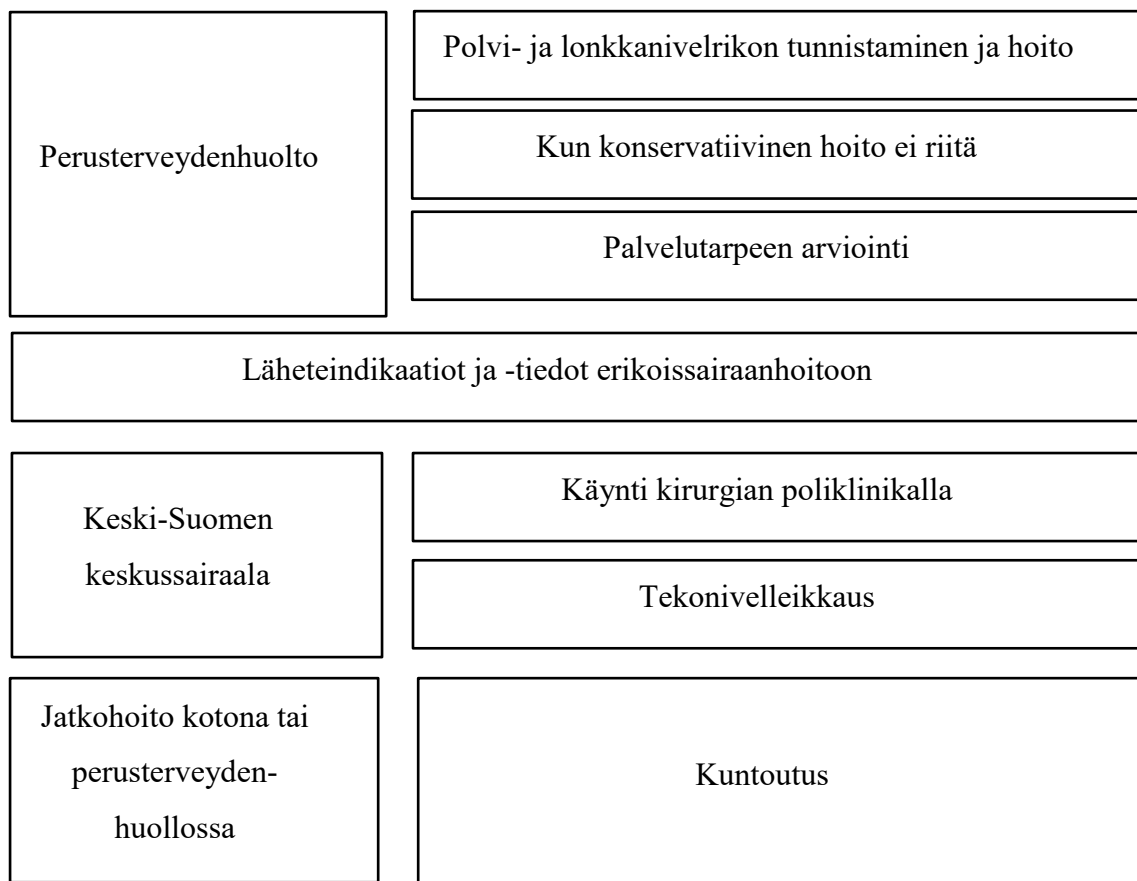 Perusterveydenhuolto
Polvi- ja lonkkanivelrikon tunnistaminen ja hoito
Kun konservatiivinen hoito ei riitä
Palvelutarpeen arviointi
Läheteindikaatiot ja -tiedot erikoissairaanhoitoon
Keski-Suomen
keskussairaala
Käynti kirurgian poliklinikalla
Tekonivelleikkaus
Jatkohoito kotona tai
perusterveyden-
huollossa
Kuntoutus